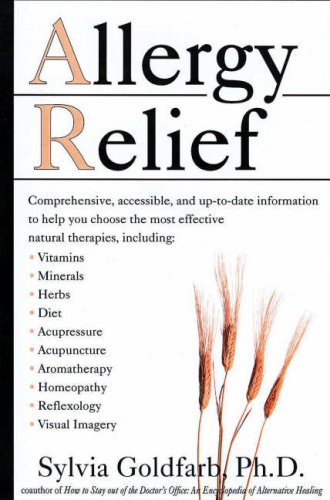 Allergy
Relief
Comprehensive, accessible, and up-to-date information
to help you choose the most effective
natural therapies, including:
• Vitamins
• Minerals
• Herbs
• Diet
• Acupressure
• Acupuncture
• Aromatherapy
• Homeopathy
• Reflexology
• Visual Imagery
Sylvia Goldfarb, Ph.D.
coauthor of How to Stay out of the Doctor's Office: An Encyclopedia of Alternative Healing